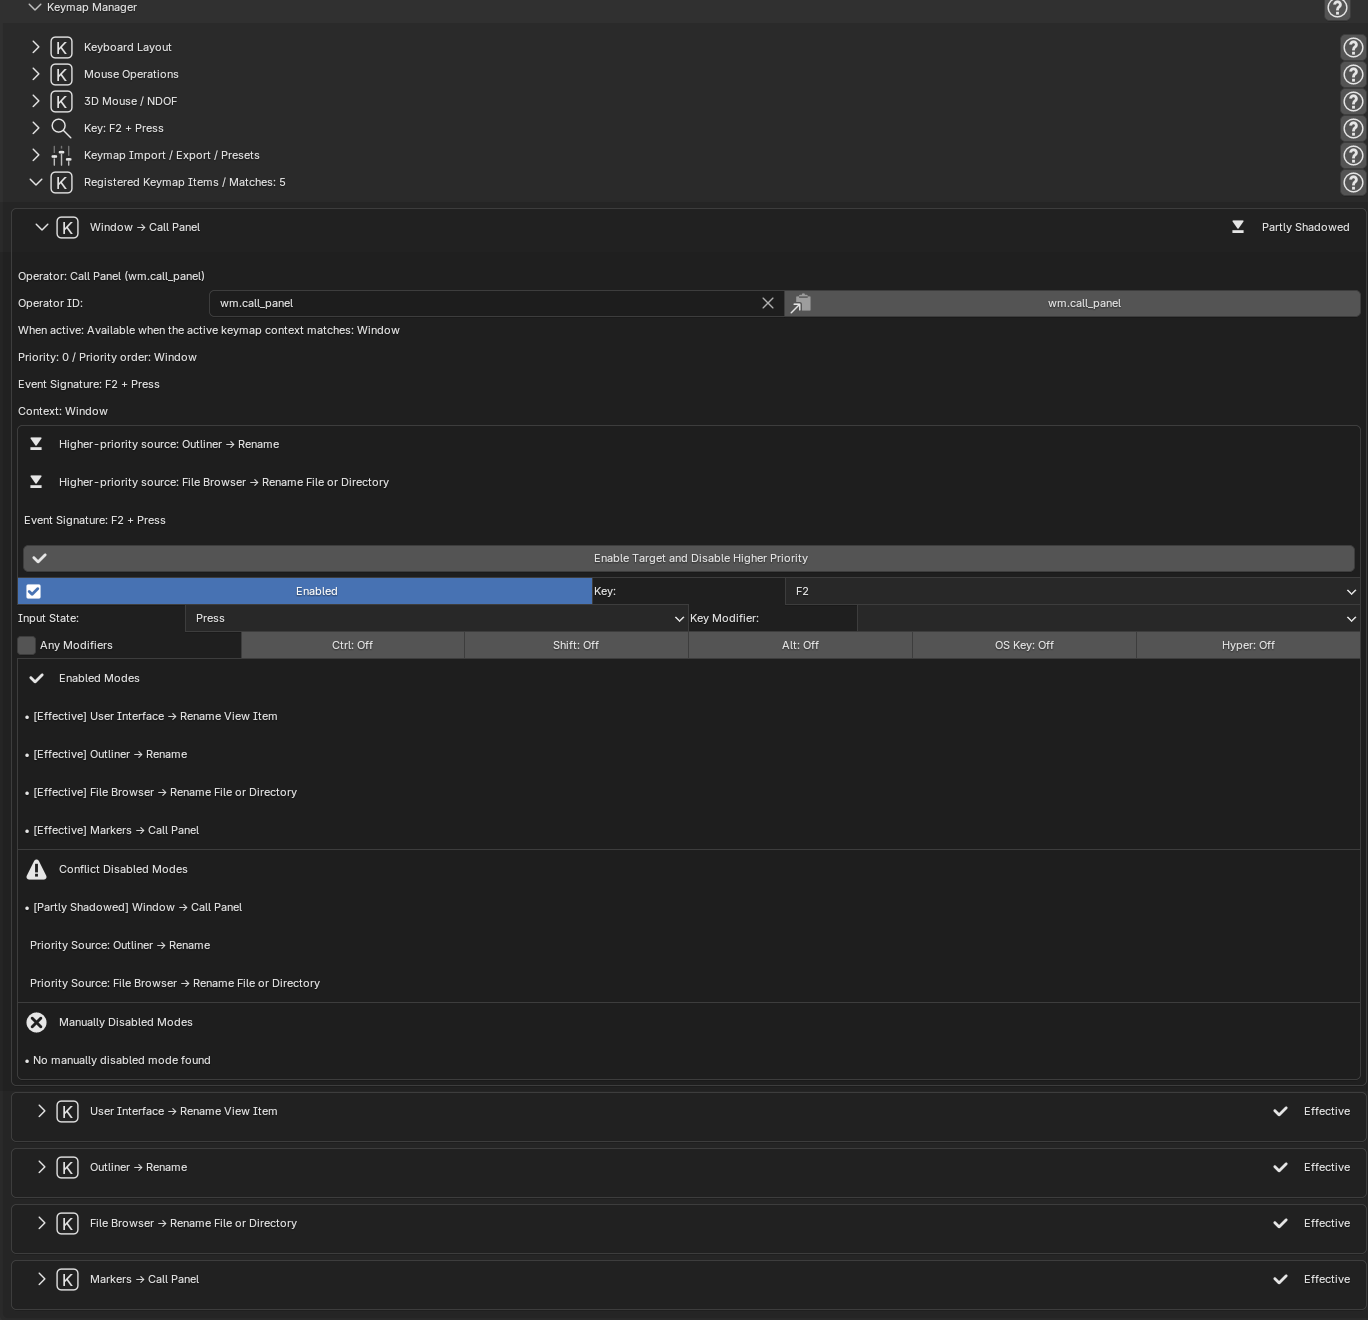 Keymap Manager
K Keyboard Layout
K Mouse Operations
K 3D Mouse / NDOF
Key: F2 + Press
Keymap Import / Export / Presets
K Registered Keymap Items / Matches: 5
K Window → Call Panel Partly Shadowed
Operator: Call Panel (wm.call_panel)
Operator ID: wm.call_panel wm.call_panel
When active: Available when the active keymap context matches: Window
Priority: 0 / Priority order: Window
Event Signature: F2 + Press
Context: Window
Higher-priority source: Outliner → Rename
Higher-priority source: File Browser → Rename File or Directory
Event Signature: F2 + Press
Enable Target and Disable Higher Priority
Enabled Key: F2
Input State: Press Key Modifier:
Any Modifiers Ctrl: Off Shift: Off Alt: Off OS Key: Off Hyper: Off
Enabled Modes
• [Effective] User Interface → Rename View Item
• [Effective] Outliner → Rename
• [Effective] File Browser → Rename File or Directory
• [Effective] Markers → Call Panel
Conflict Disabled Modes
• [Partly Shadowed] Window → Call Panel
Priority Source: Outliner → Rename
Priority Source: File Browser → Rename File or Directory
Manually Disabled Modes
• No manually disabled mode found
K User Interface → Rename View Item Effective
K Outliner → Rename Effective
K File Browser → Rename File or Directory Effective
K Markers → Call Panel Effective